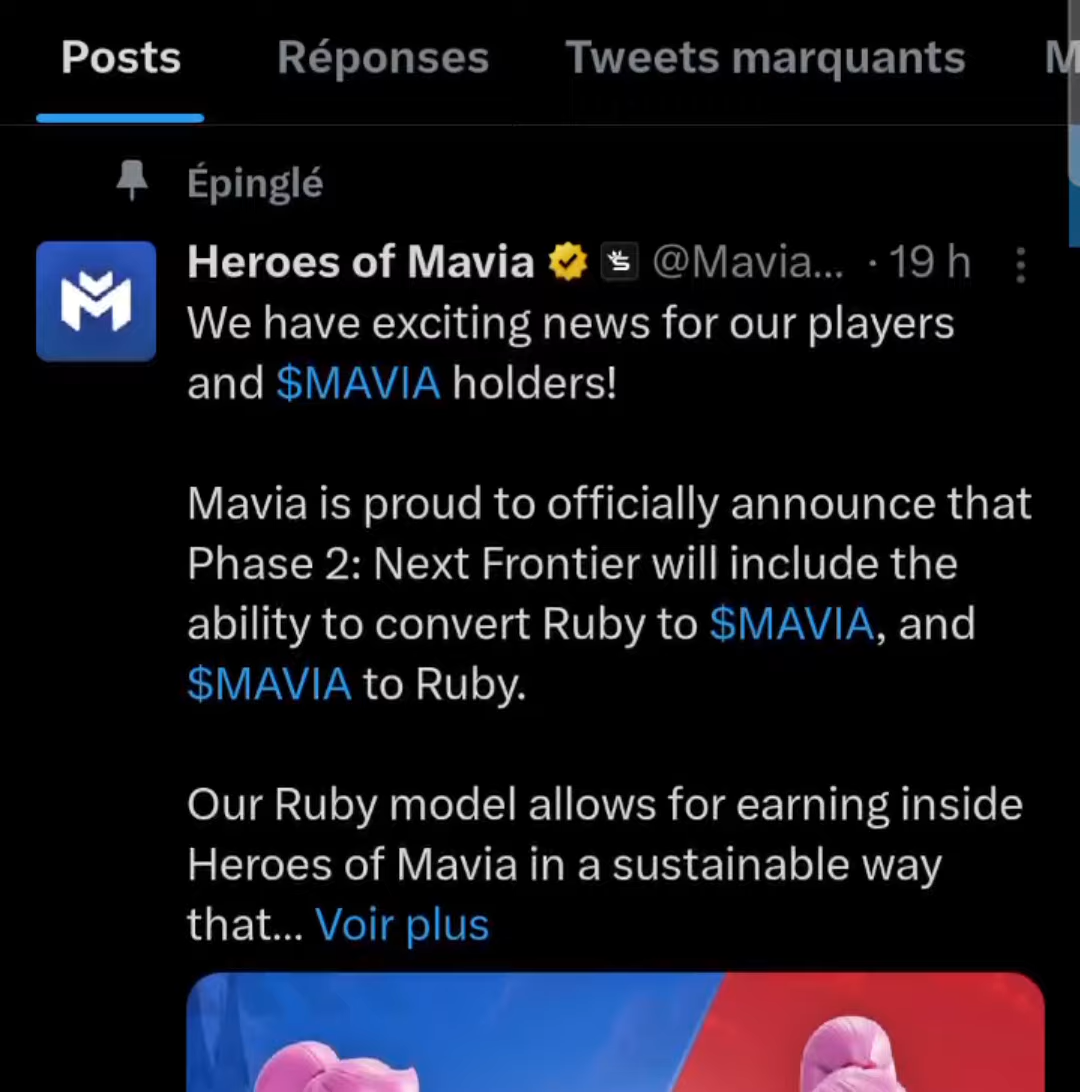 Posts Réponses Tweets marquants M
Épinglé
Heroes of Mavia @Mavia... · 19 h
We have exciting news for our players
and $MAVIA holders!
Mavia is proud to officially announce that
Phase 2: Next Frontier will include the
ability to convert Ruby to $MAVIA, and
$MAVIA to Ruby.
Our Ruby model allows for earning inside
Heroes of Mavia in a sustainable way
that... Voir plus